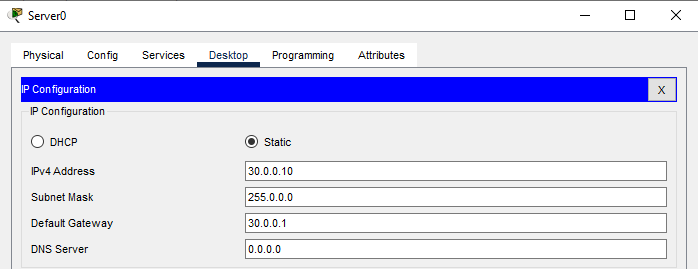 Server0
Physical Config Services Desktop Programming Attributes
IP Configuration X
IP Configuration
DHCP Static
IPv4 Address 30.0.0.10
Subnet Mask 255.0.0.0
Default Gateway 30.0.0.1
DNS Server 0.0.0.0